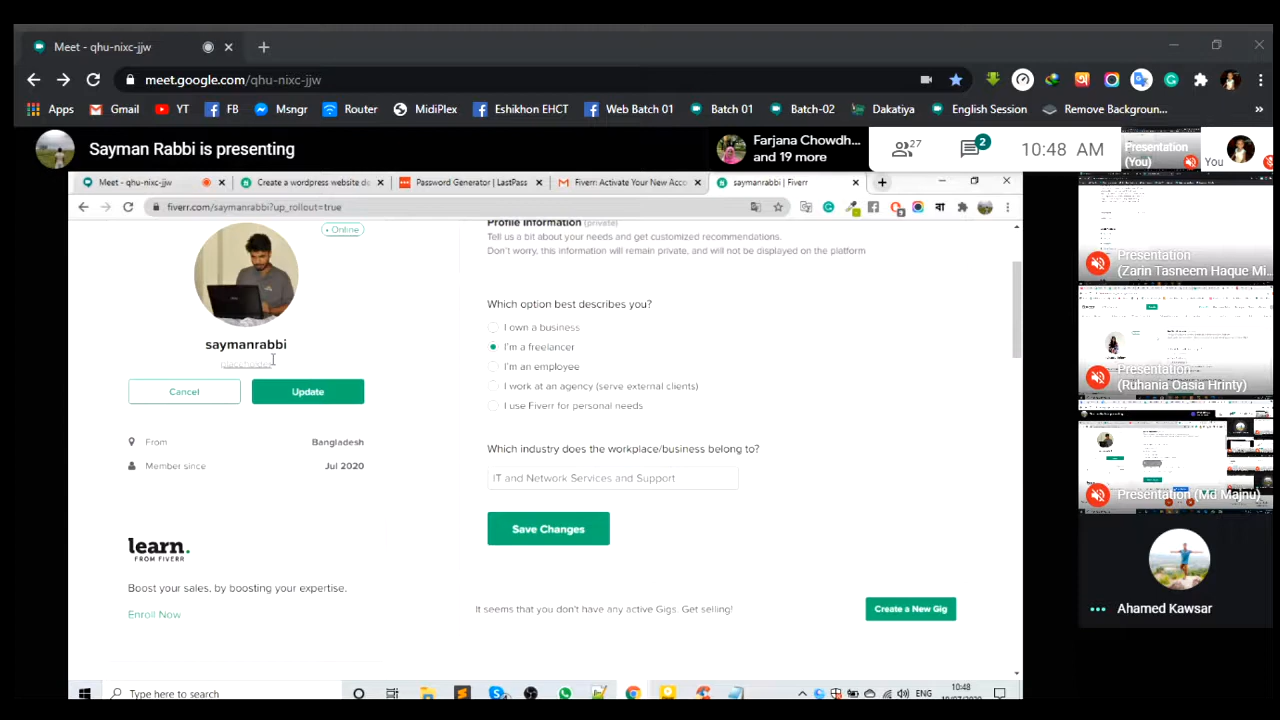 Meet - qhu-nixc-jjw
meet.google.com/qhu-nixc-jjw
Apps Gmail YT FB Msngr Router MidiPlex Eshikhon EHCT Web Batch 01 Batch 01 Batch-02 Dakatiya English Session Remove Backgroun... »
Sayman Rabbi is presenting
Farjana Chowdh...
and 19 more
27
2
10:48 AM
Presentation
(You)
You
Meet - qhu-nixc-jjw
Create a wordpress website de
Password Generator | LastPass
Fiverr: Activate Your New Acco
saymanrabbi | Fiverr
fiverr.com/saymanrabbi?up_rollout=true
Online
saymanrabbi
Cancel
Update
From Bangladesh
Member since Jul 2020
learn.
FROM FIVERR
Boost your sales, by boosting your expertise.
Enroll Now
Profile Information (private)
Tell us a bit about your needs and get customized recommendations.
Don't worry, this information will remain private, and will not be displayed on the platform
Which option best describes you?
I own a business
I'm a freelancer
I'm an employee
I work at an agency (serve external clients)
I use Fiverr for personal needs
Which industry does the workplace/business belong to?
IT and Network Services and Support
Save Changes
It seems that you don't have any active Gigs. Get selling!
Create a New Gig
Type here to search
ENG
10:48
Presentation
(Zarin Tasneem Haque Mi...
Presentation
(Ruhania Oasia Hrinty)
Presentation (Md Majnu)
Ahamed Kawsar